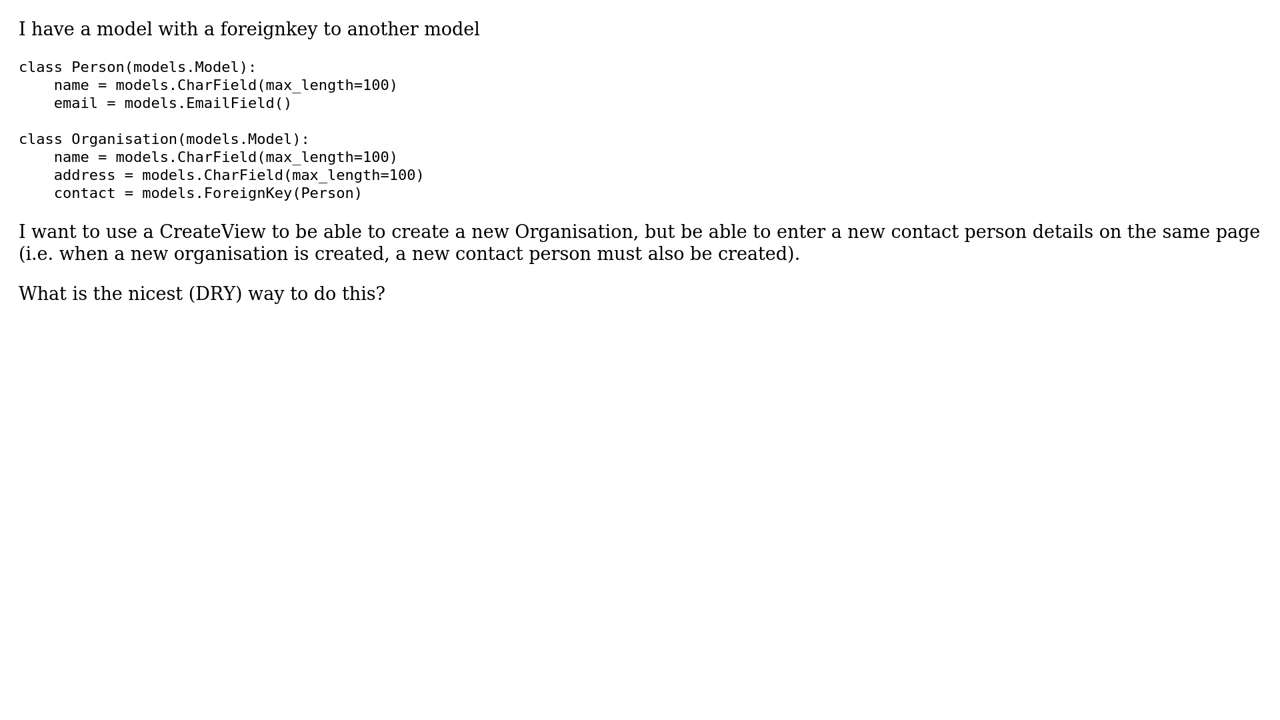 I have a model with a foreignkey to another model
class Person(models.Model):
    name = models.CharField(max_length=100)
    email = models.EmailField()
class Organisation(models.Model):
    name = models.CharField(max_length=100)
    address = models.CharField(max_length=100)
    contact = models.ForeignKey(Person)
I want to use a CreateView to be able to create a new Organisation, but be able to enter a new contact person details on the same page
(i.e. when a new organisation is created, a new contact person must also be created).
What is the nicest (DRY) way to do this?